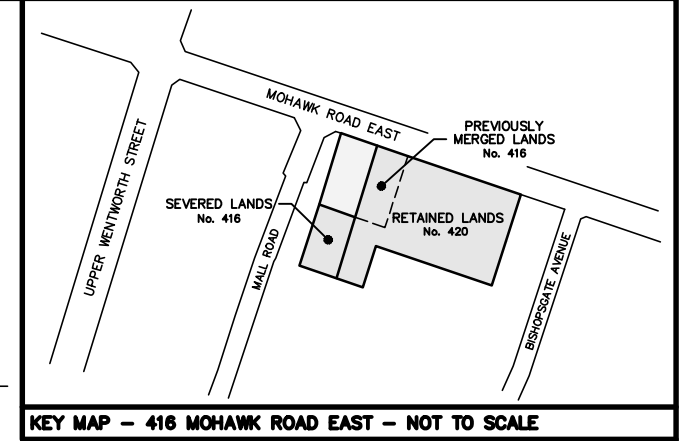 MOHAWK ROAD EAST
PREVIOUSLY
MERGED LANDS
No. 416
UPPER WENTWORTH STREET
SEVERED LANDS
No. 416
RETAINED LANDS
No. 420
MALL ROAD
BISHOPSGATE AVENUE
KEY MAP - 416 MOHAWK ROAD EAST - NOT TO SCALE